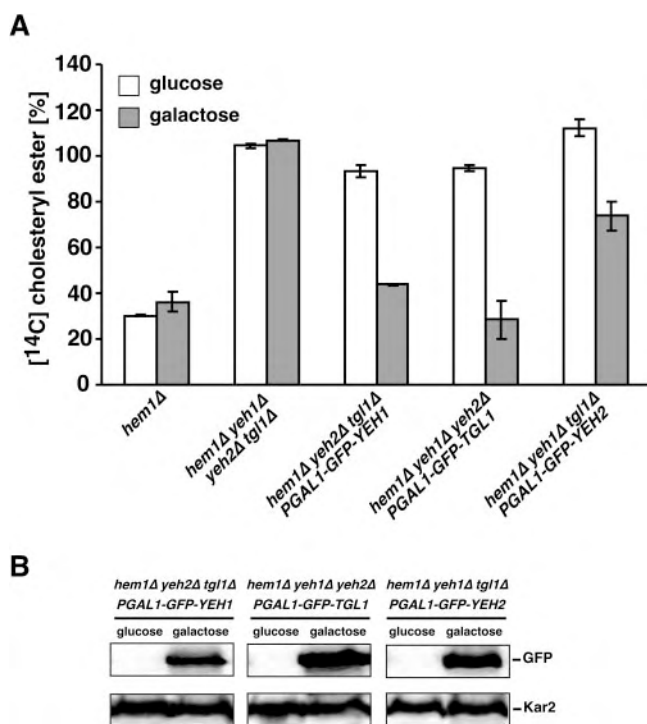 A
[14C] cholesteryl ester [%]
140
120
100
80
60
40
20
0
glucose
galactose
hem1Δ
hem1Δ yeh1Δ
yeh2Δ tgl1Δ
hem1Δ yeh2Δ tgl1Δ
PGAL1-GFP-YEH1
hem1Δ yeh1Δ yeh2Δ
PGAL1-GFP-TGL1
hem1Δ yeh1Δ tgl1Δ
PGAL1-GFP-YEH2
B
hem1Δ yeh2Δ tgl1Δ hem1Δ yeh1Δ yeh2Δ hem1Δ yeh1Δ tgl1Δ
PGAL1-GFP-YEH1 PGAL1-GFP-TGL1 PGAL1-GFP-YEH2
glucose galactose glucose galactose glucose galactose
GFP
Kar2